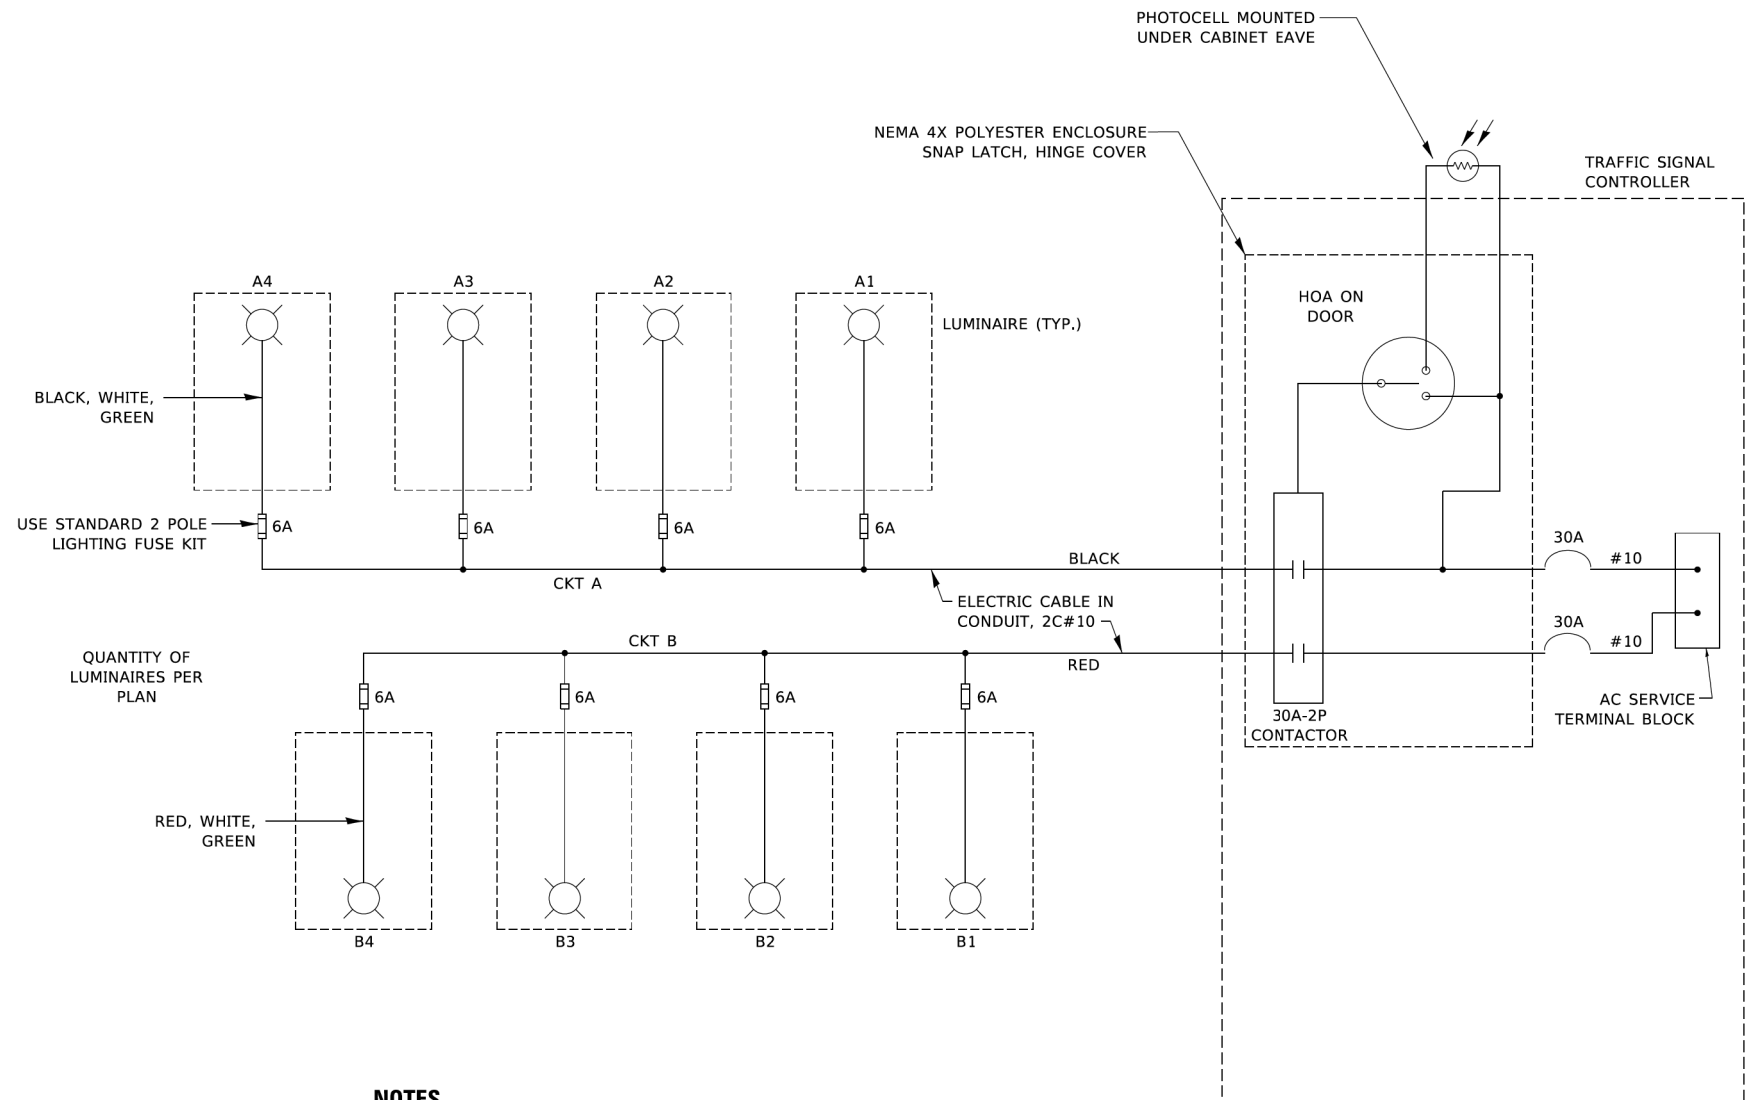 PHOTOCELL MOUNTED
UNDER CABINET EAVE
NEMA 4X POLYESTER ENCLOSURE
SNAP LATCH, HINGE COVER
TRAFFIC SIGNAL
CONTROLLER
HOA ON
DOOR
A4
A3
A2
A1
LUMINAIRE (TYP.)
BLACK, WHITE,
GREEN
USE STANDARD 2 POLE
LIGHTING FUSE KIT
6A
6A
6A
6A
BLACK
CKT A
30A
#10
ELECTRIC CABLE IN
CONDUIT, 2C#10
CKT B
RED
30A
#10
QUANTITY OF
LUMINAIRES PER
PLAN
6A
6A
6A
6A
30A-2P
CONTACTOR
AC SERVICE
TERMINAL BLOCK
RED, WHITE,
GREEN
B4
B3
B2
B1
NOTES